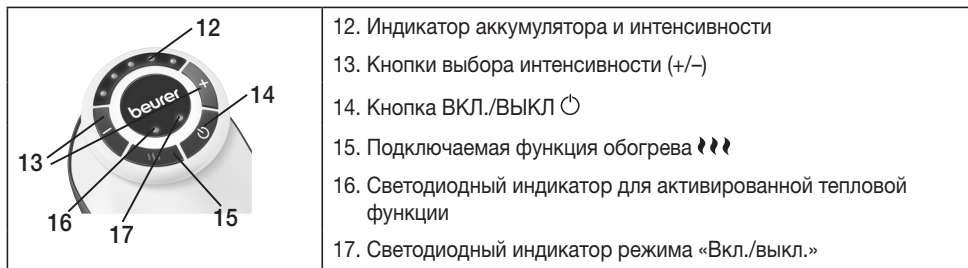 12
14
13
16
17
15
beurer
+
–
12. Индикатор аккумулятора и интенсивности
13. Кнопки выбора интенсивности (+/–)
14. Кнопка ВКЛ./ВЫКЛ
15. Подключаемая функция обогрева
16. Светодиодный индикатор для активированной тепловой
функции
17. Светодиодный индикатор режима «Вкл./выкл.»